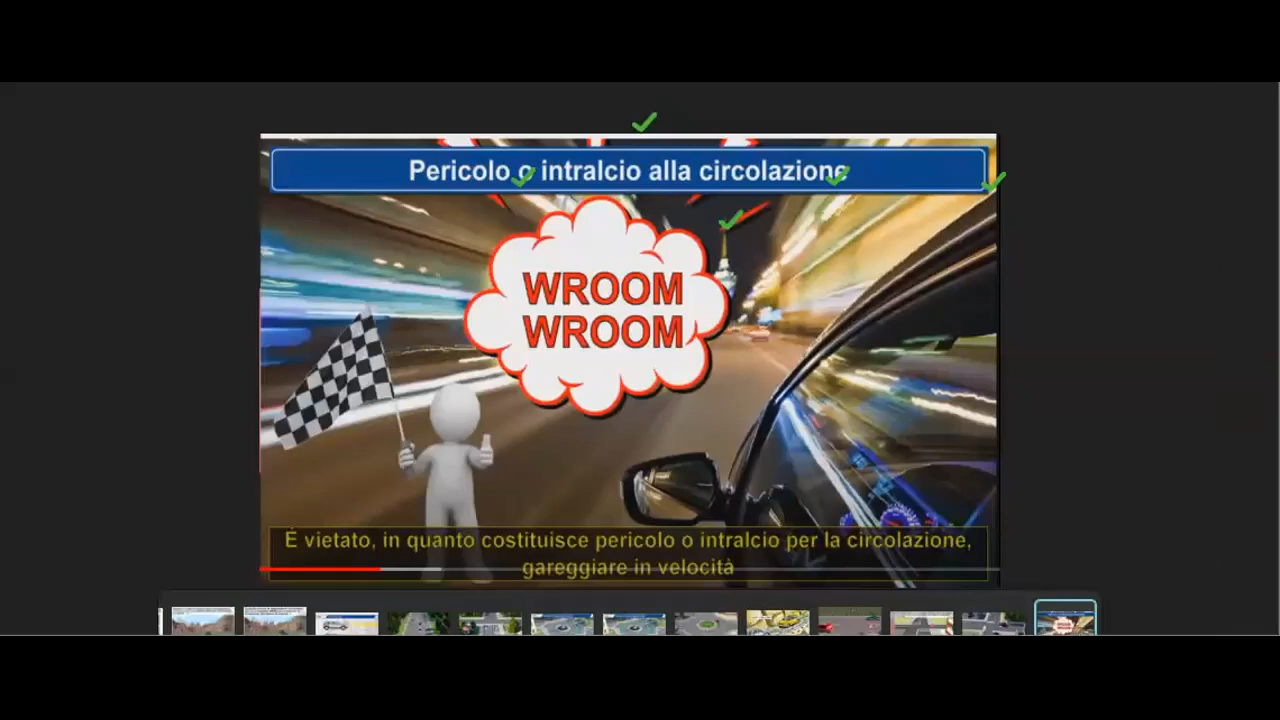 Pericolo o intralcio alla circolazione
WROOM
WROOM
È vietato, in quanto costituisce pericolo o intralcio per la circolazione,
gareggiare in velocità